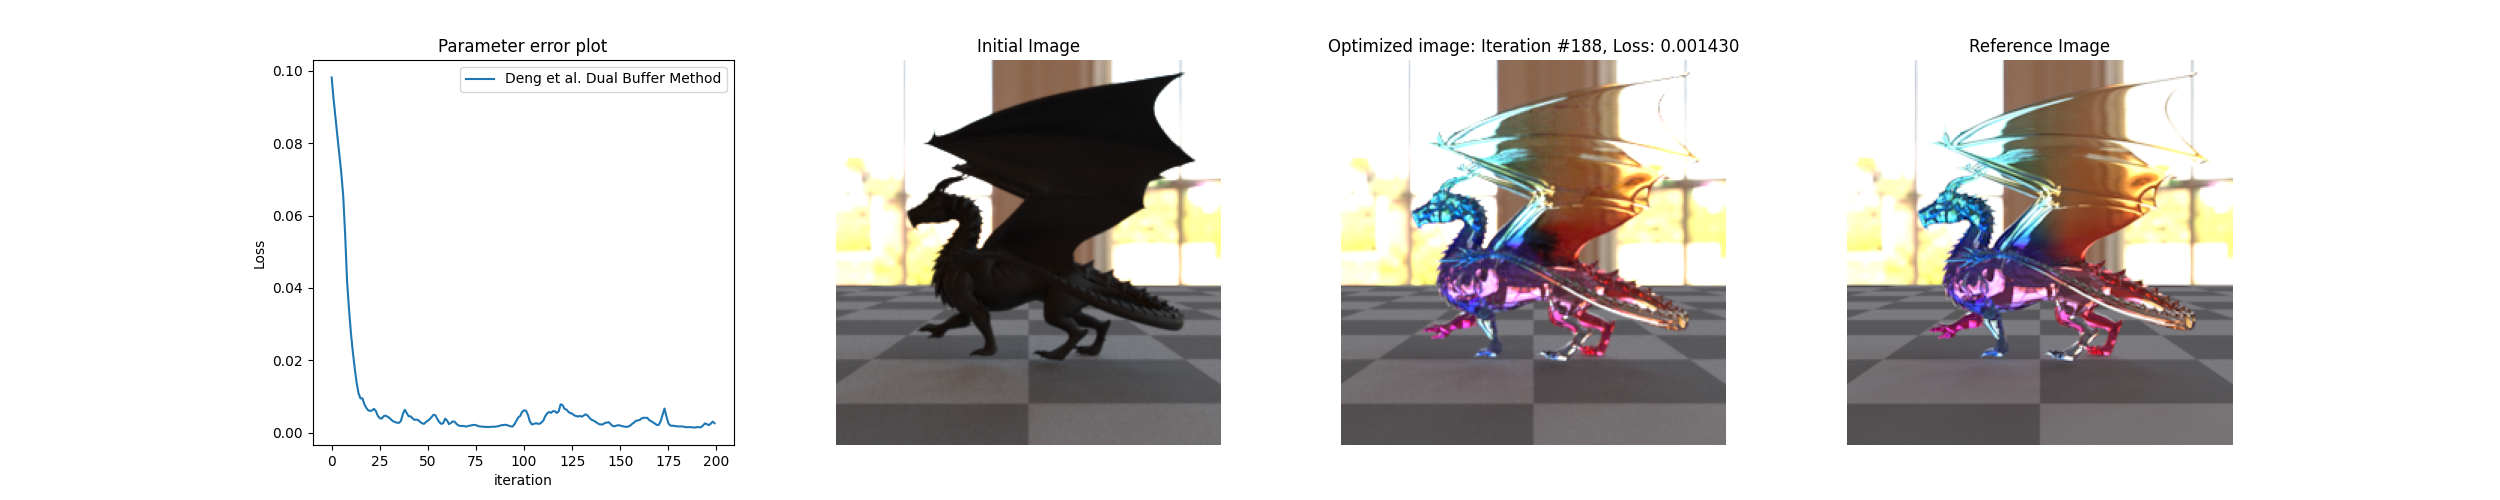 Parameter error plot
Deng et al. Dual Buffer Method
0.10
0.08
0.06
0.04
0.02
0.00
Loss
0 25 50 75 100 125 150 175 200
iteration
Initial Image
Optimized image: Iteration #188, Loss: 0.001430
Reference Image